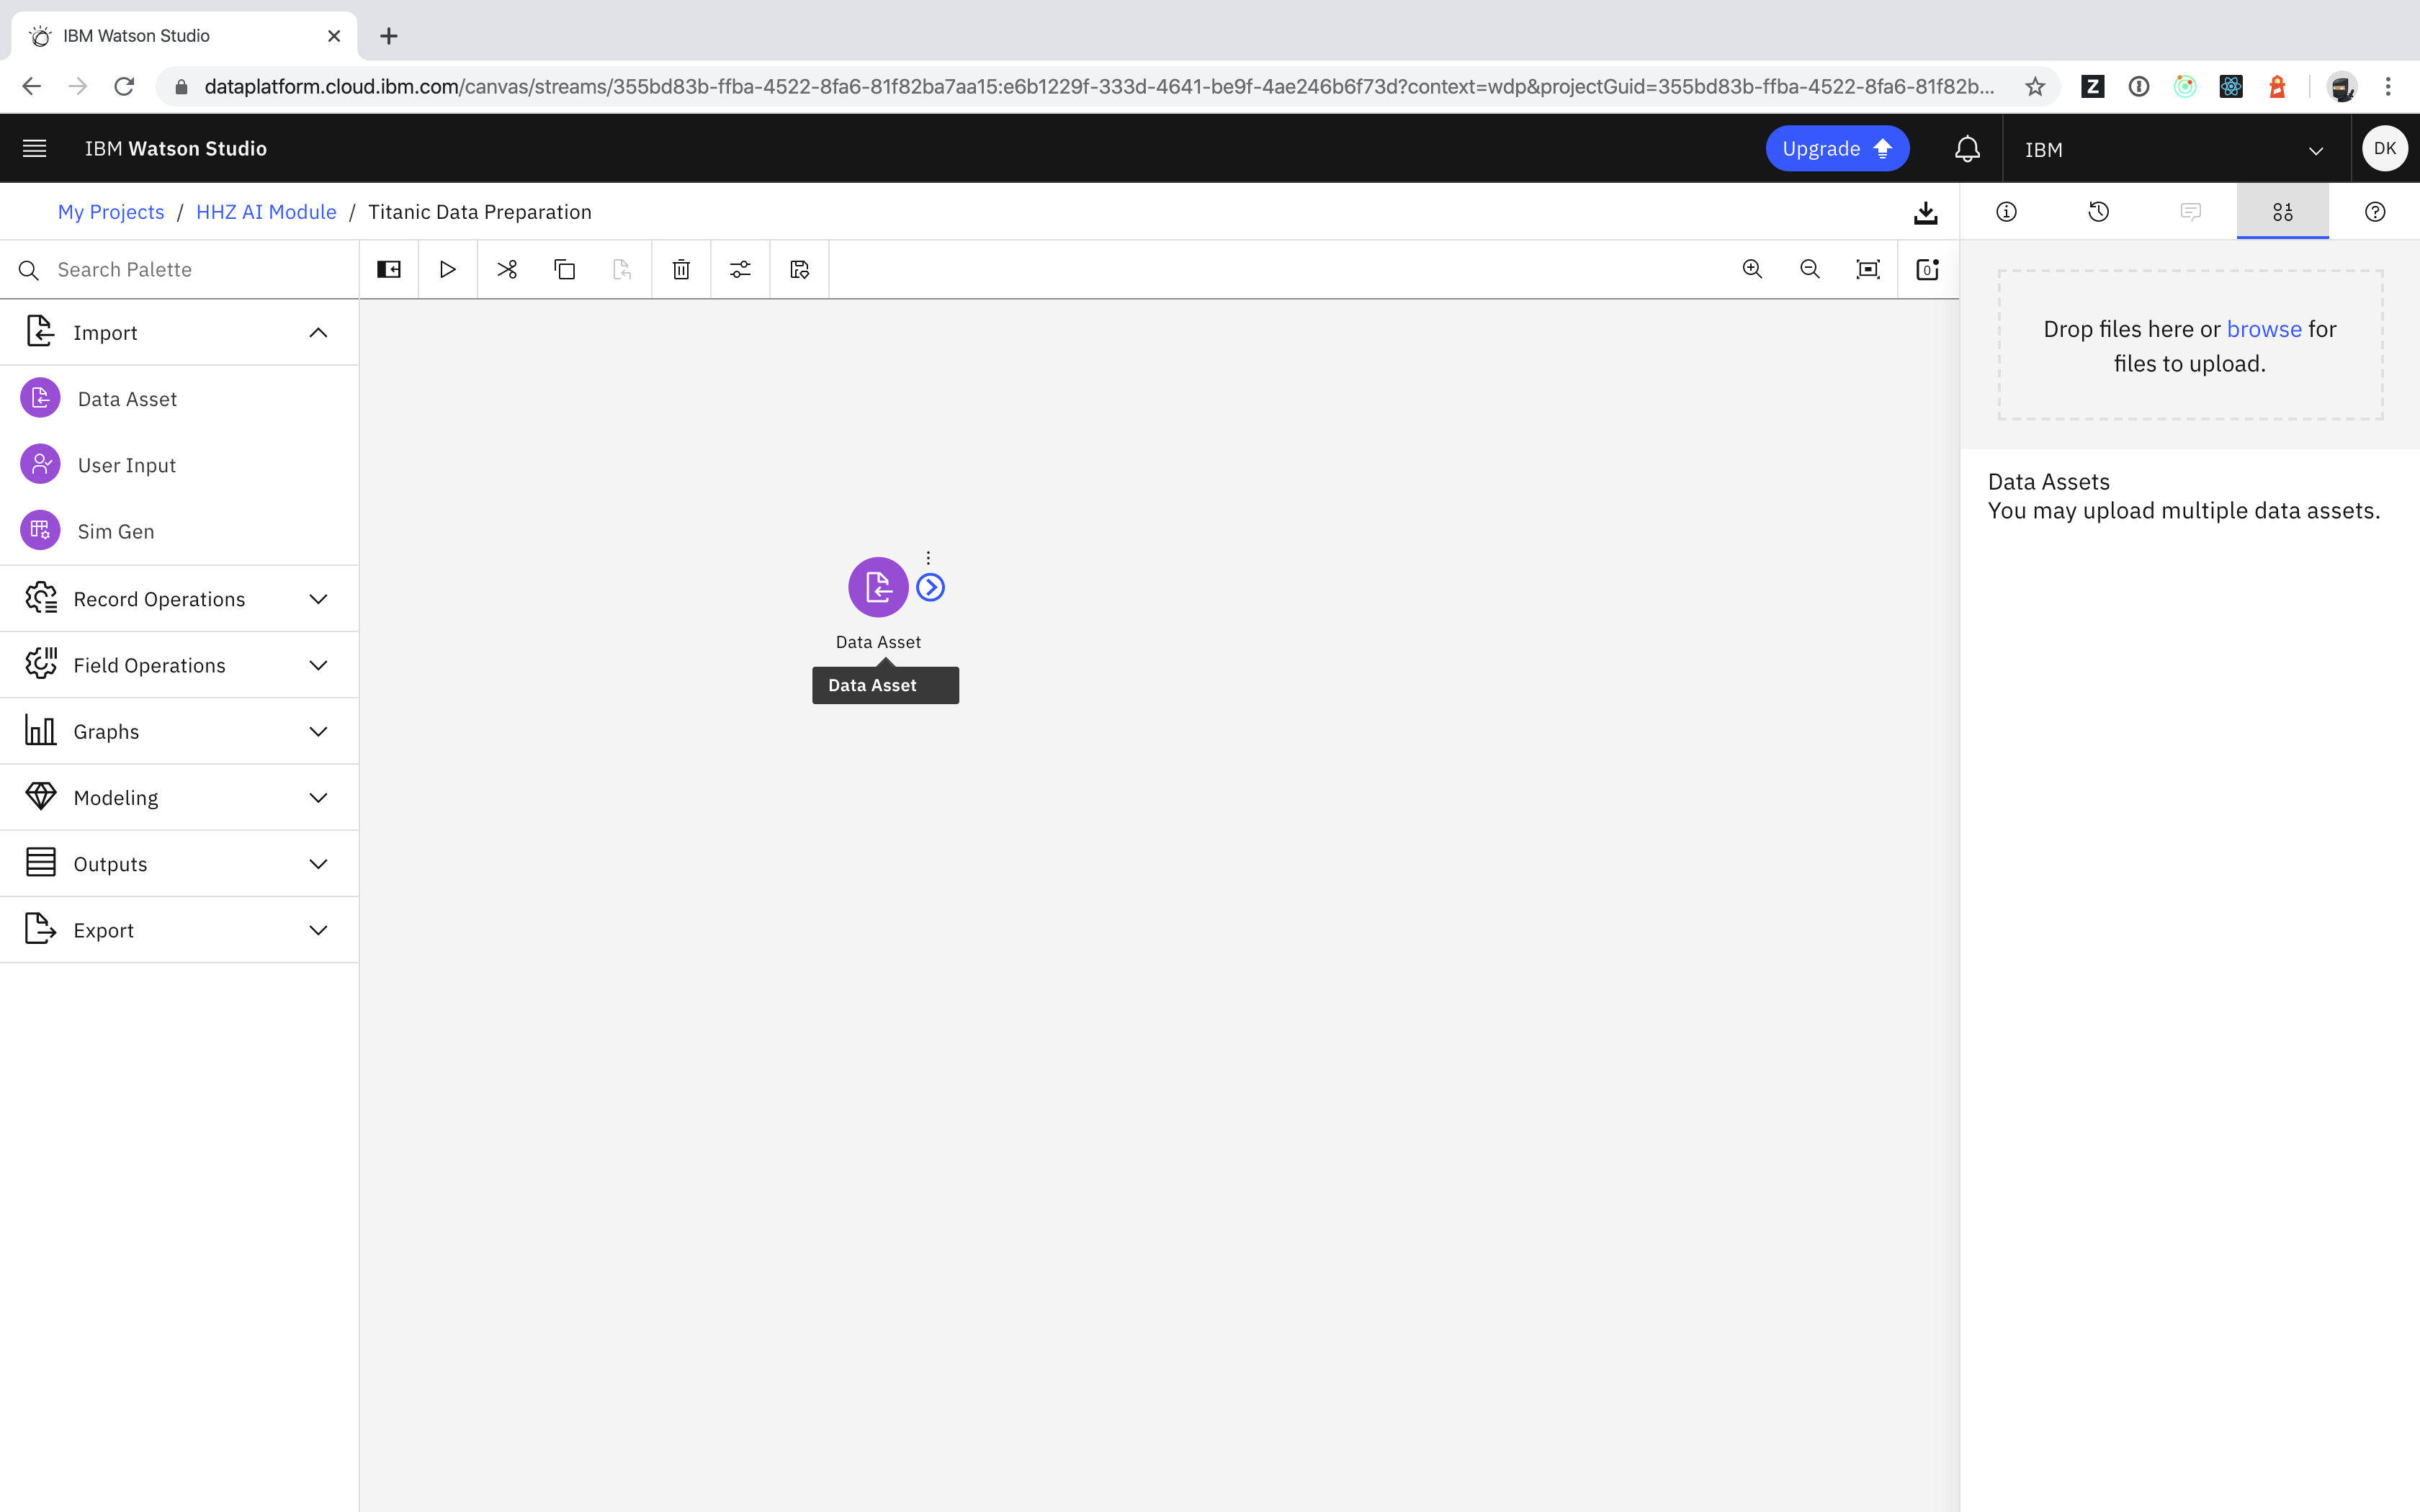 IBM Watson Studio
dataplatform.cloud.ibm.com/canvas/streams/355bd83b-ffba-4522-8fa6-81f82ba7aa15:e6b1229f-333d-4641-be9f-4ae246b6f73d?context=wdp&projectGuid=355bd83b-ffba-4522-8fa6-81f82b...
IBM Watson Studio
Upgrade
IBM
DK
My Projects / HHZ AI Module / Titanic Data Preparation
Search Palette
0
Import
Data Asset
User Input
Sim Gen
Record Operations
Field Operations
Graphs
Modeling
Outputs
Export
Data Asset
Data Asset
Drop files here or browse for
files to upload.
Data Assets
You may upload multiple data assets.